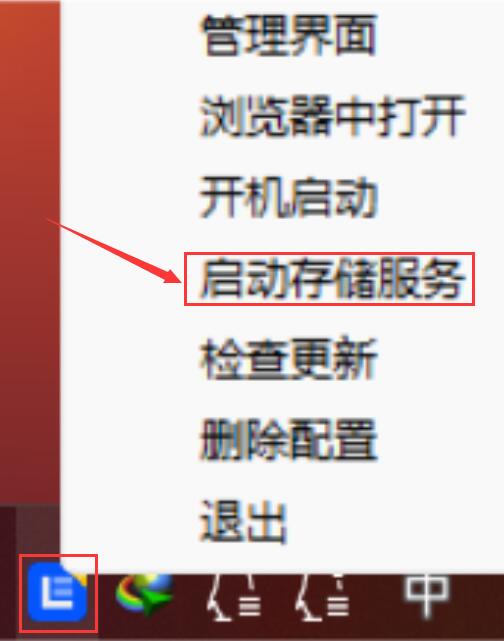 管理界面
浏览器中打开
开机启动
启动存储服务
检查更新
删除配置
退出
中